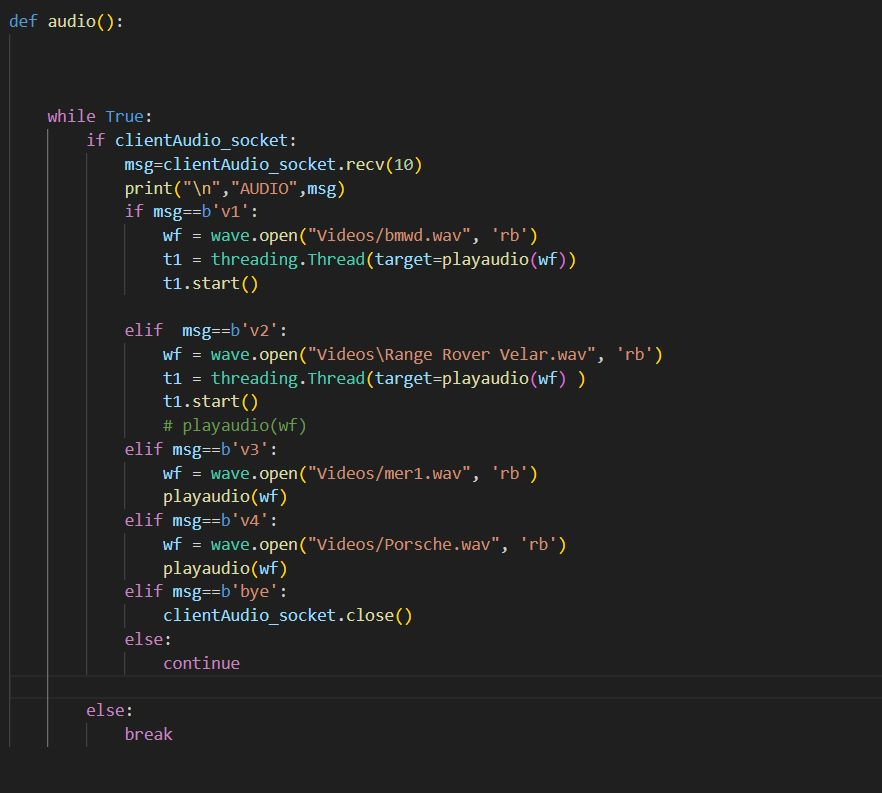 def audio():
    while True:
        if clientAudio_socket:
            msg=clientAudio_socket.recv(10)
            print("\n","AUDIO",msg)
            if msg==b'v1':
                wf = wave.open("Videos/bmwd.wav", 'rb')
                t1 = threading.Thread(target=playaudio(wf))
                t1.start()
            elif  msg==b'v2':
                wf = wave.open("Videos\Range Rover Velar.wav", 'rb')
                t1 = threading.Thread(target=playaudio(wf) )
                t1.start()
                # playaudio(wf)
            elif msg==b'v3':
                wf = wave.open("Videos/mer1.wav", 'rb')
                playaudio(wf)
            elif msg==b'v4':
                wf = wave.open("Videos/Porsche.wav", 'rb')
                playaudio(wf)
            elif msg==b'bye':
                clientAudio_socket.close()
            else:
                continue
        else:
            break